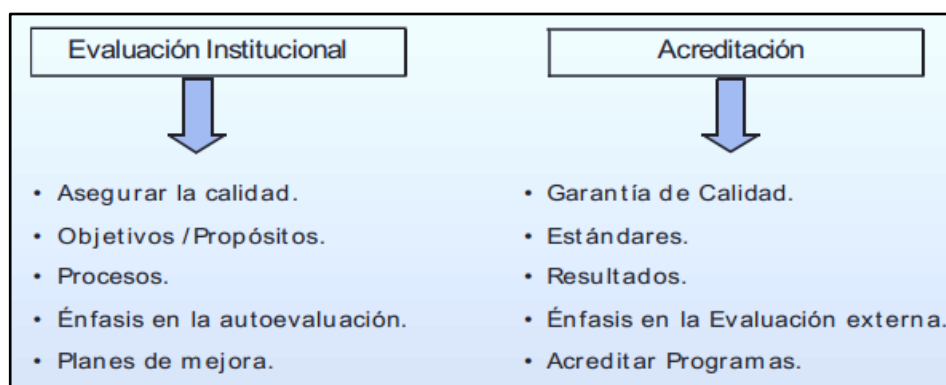 Evaluación Institucional
• Asegurar la calidad.
• Objetivos /Propósitos.
• Procesos.
• Énfasis en la autoevaluación.
• Planes de mejora.
Acreditación
• Garantía de Calidad.
• Estándares.
• Resultados.
• Énfasis en la Evaluación externa.
• Acreditar Programas.